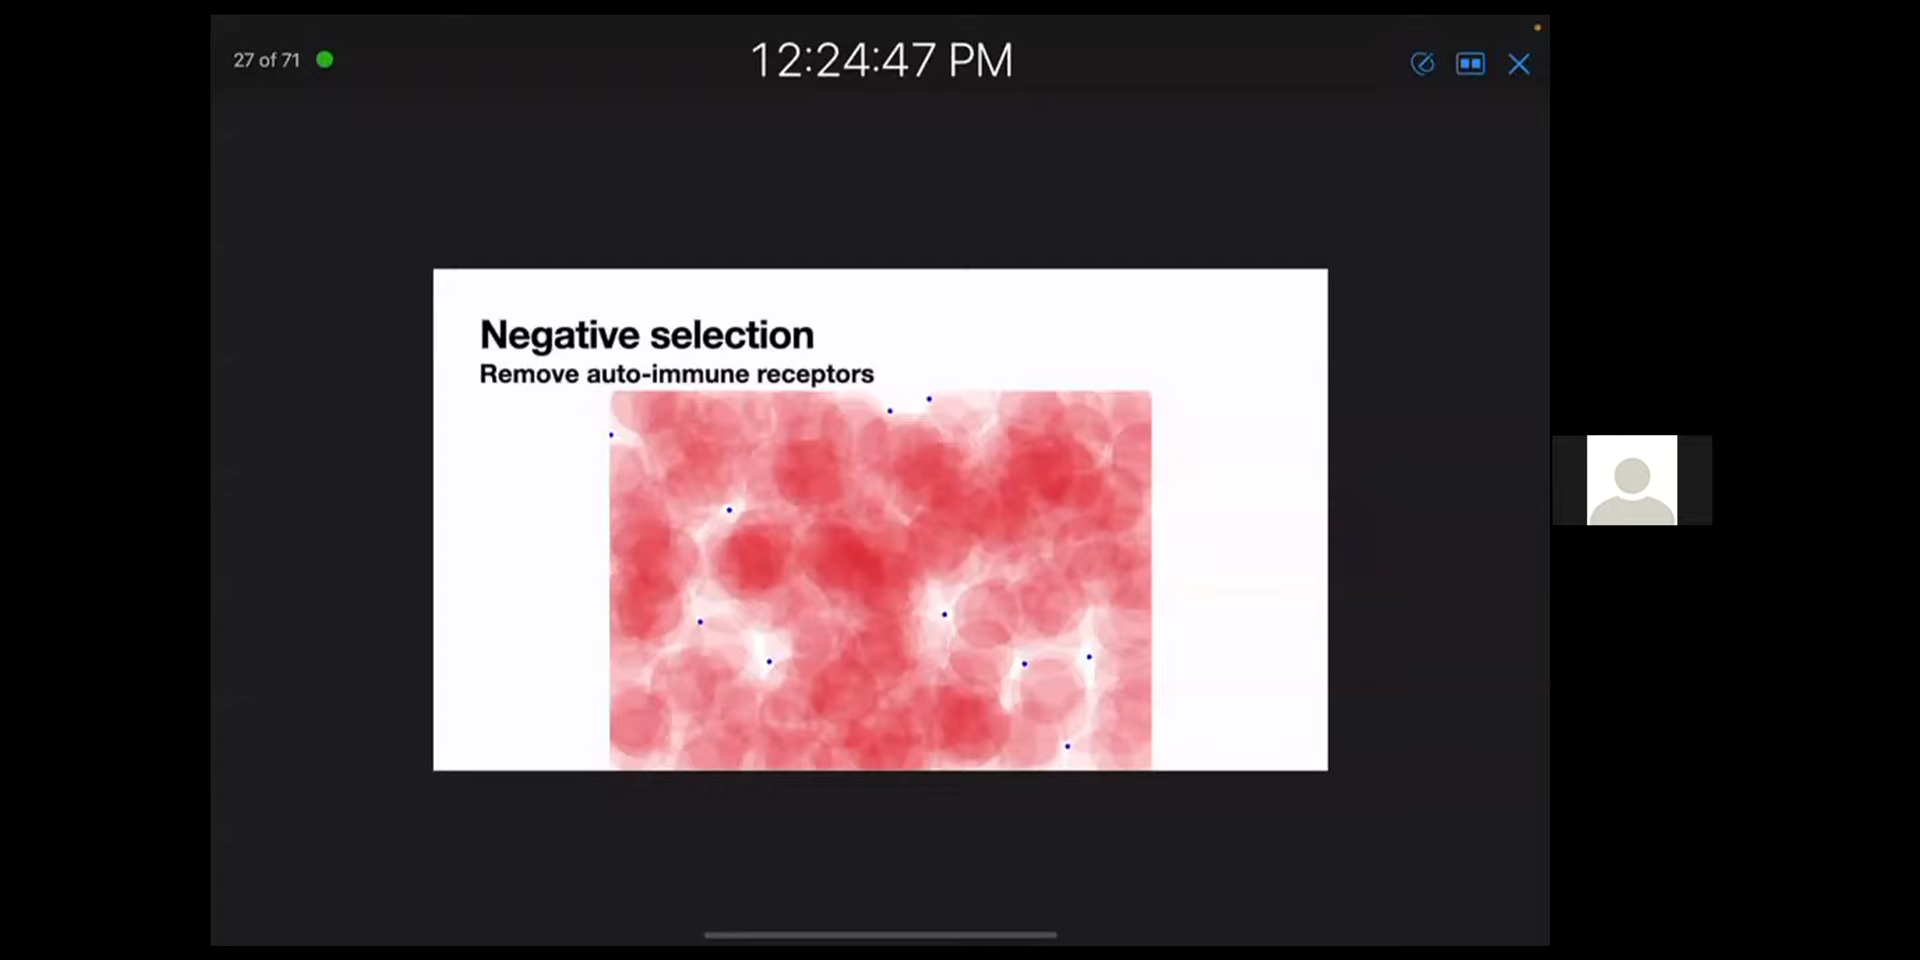 27 of 71
12:24:47 PM
Negative selection
Remove auto-immune receptors